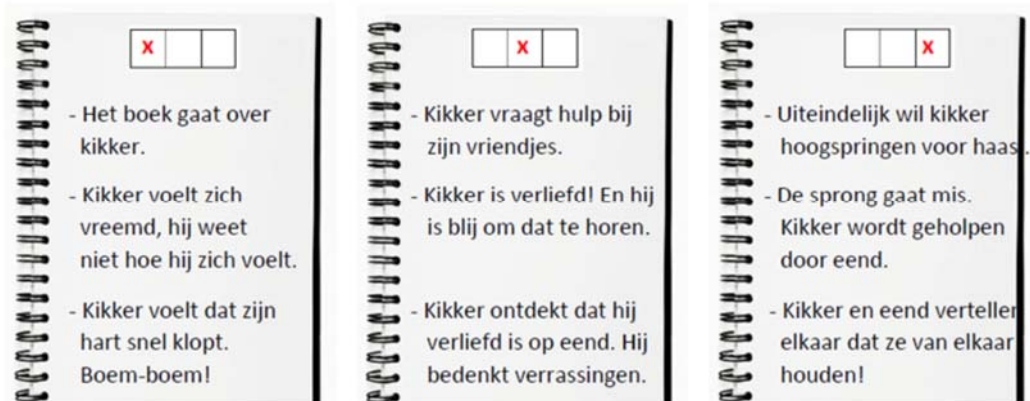 X
- Het boek gaat over
kikker.
- Kikker voelt zich
vreemd, hij weet
niet hoe hij zich voelt.
- Kikker voelt dat zijn
hart snel klopt.
Boem-boem!
X
- Kikker vraagt hulp bij
zijn vriendjes.
- Kikker is verliefd! En hij
is blij om dat te horen.
- Kikker ontdekt dat hij
verliefd is op eend. Hij
bedenkt verrassingen.
X
- Uiteindelijk wil kikker
hoogspringen voor haas .
- De sprong gaat mis.
Kikker wordt geholpen
door eend.
- Kikker en eend verteller
elkaar dat ze van elkaar
houden!